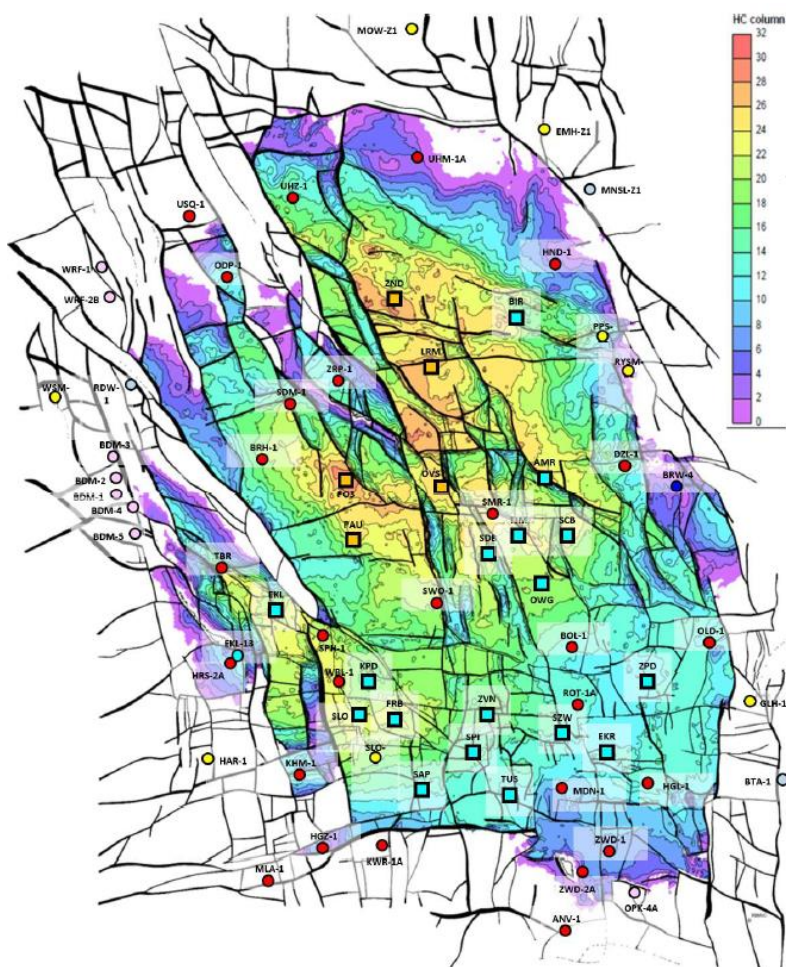 MOW-Z1
HC column
32
30
28
26
24
22
20
18
16
14
12
10
8
6
4
2
0
EMH-Z1
UHM-1A
MNSL-Z1
UHZ-1
USQ-1
HND-1
WRF-1
ODP-1
WRF-2B
ZND
BIR
PPS-
LRM
RYSM-
ZRP-1
WSM-
RDW-1
SDM-1
BDM-3
BRH-1
DZL-1
BDM-2
POS
OVS
AMR
BRW-4
BDM-1
BDM-4
SMR-1
BDM-5
PAU
SCB
SDB
TBR
EKL
SWO-1
OWG
SPH-1
BOL-1
OLD-1
EKL-13
HRS-2A
WBL-1
KPD
ZPD
SLO
FRB
ZVN
ROT-1A
GLH-1
SZW
SLO-
SPI
EKR
HAR-1
KHM-1
SAP
TUS
MDN-1
HGL-1
BTA-1
HGZ-1
KWR-1A
ZWD-1
MLA-1
ZWD-2A
OPK-4A
ANV-1